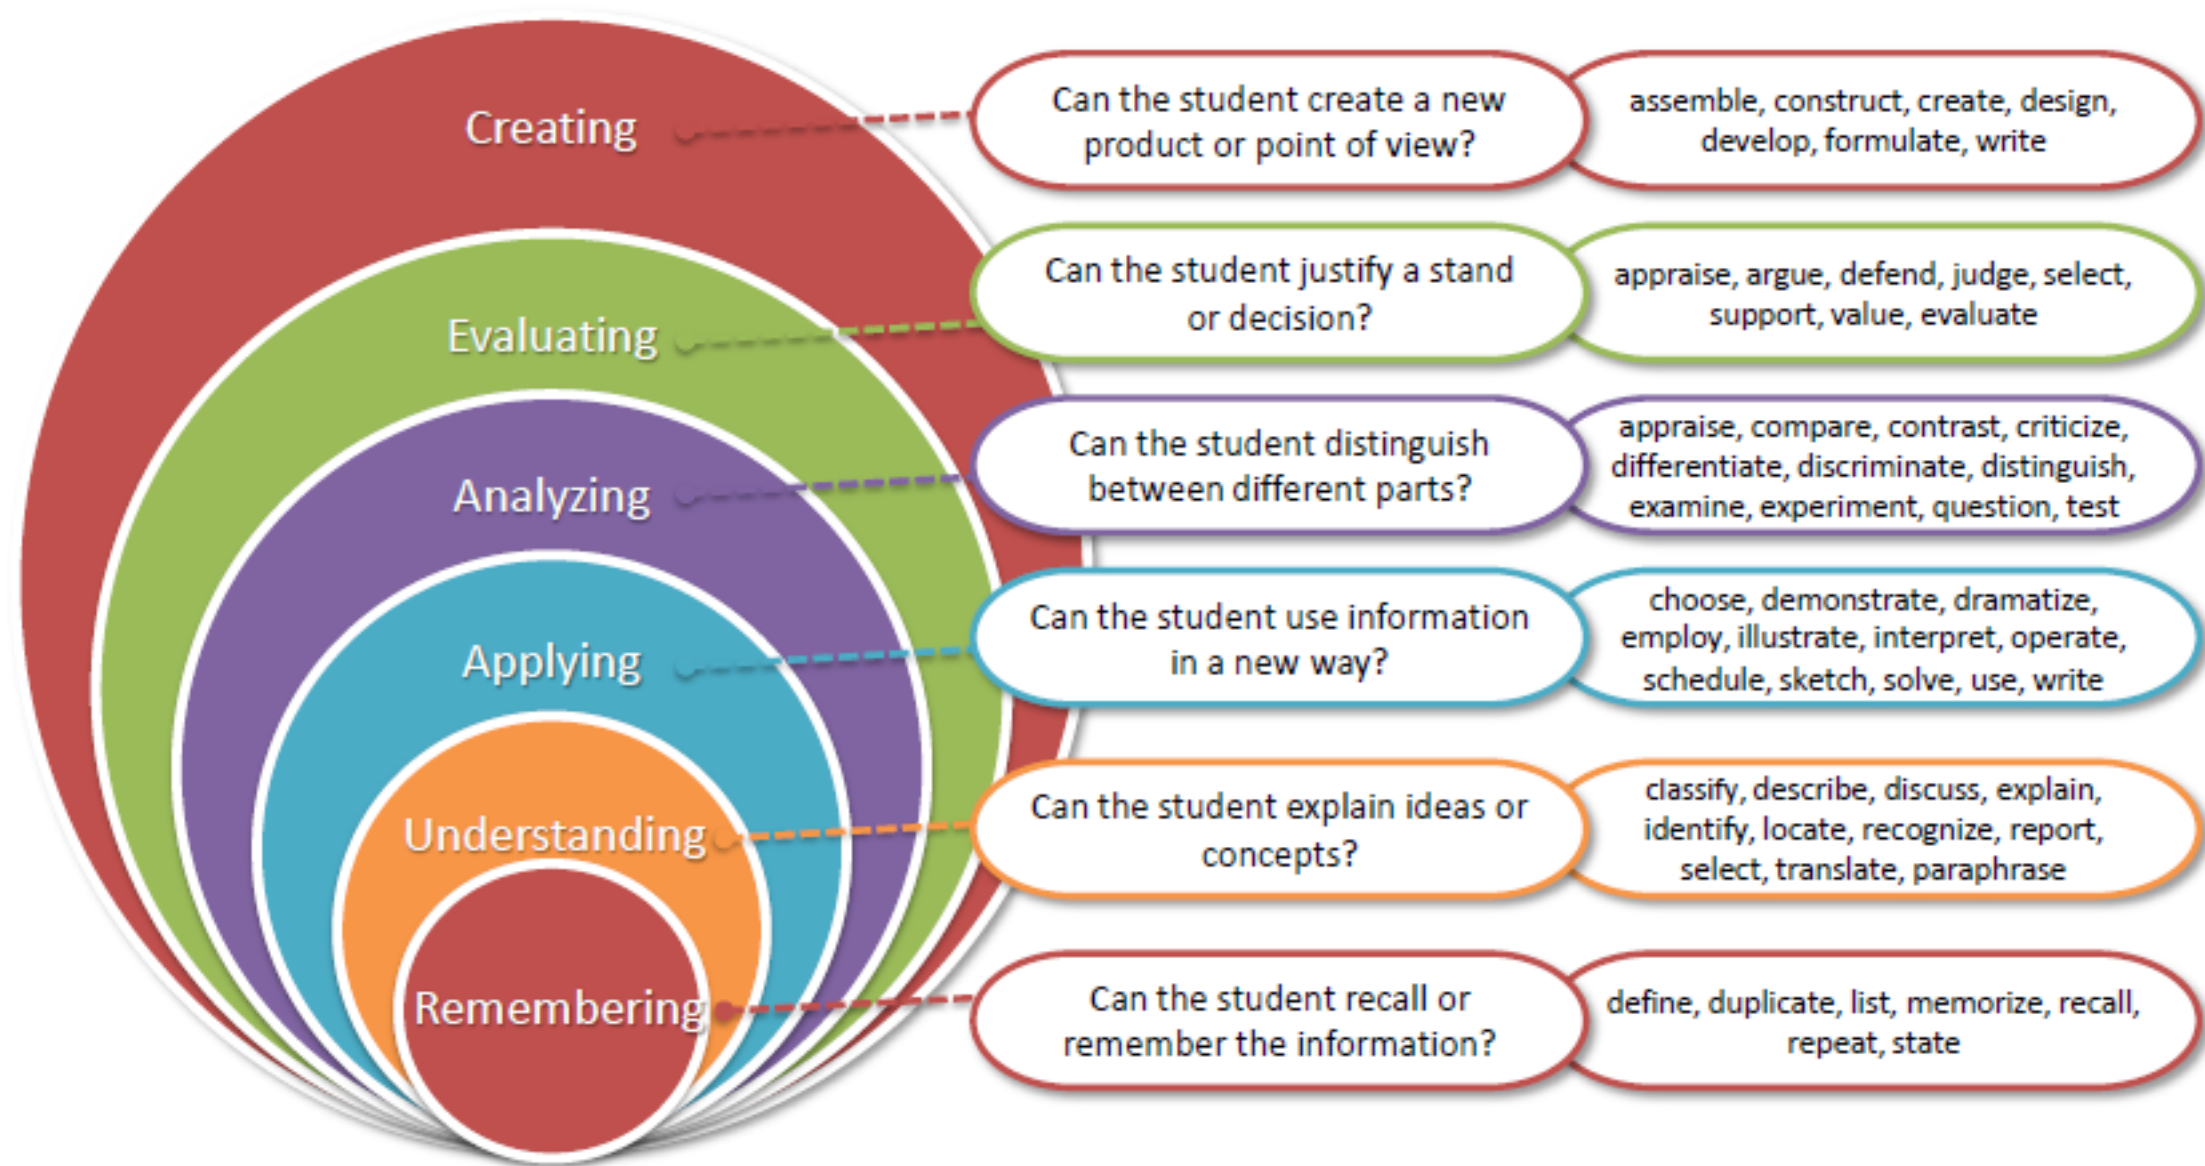 Creating
Can the student create a new
product or point of view?
assemble, construct, create, design,
develop, formulate, write
Evaluating
Can the student justify a stand
or decision?
appraise, argue, defend, judge, select,
support, value, evaluate
Analyzing
Can the student distinguish
between different parts?
appraise, compare, contrast, criticize,
differentiate, discriminate, distinguish,
examine, experiment, question, test
Applying
Can the student use information
in a new way?
choose, demonstrate, dramatize,
employ, illustrate, interpret, operate,
schedule, sketch, solve, use, write
Understanding
Can the student explain ideas or
concepts?
classify, describe, discuss, explain,
identify, locate, recognize, report,
select, translate, paraphrase
Remembering
Can the student recall or
remember the information?
define, duplicate, list, memorize, recall,
repeat, state